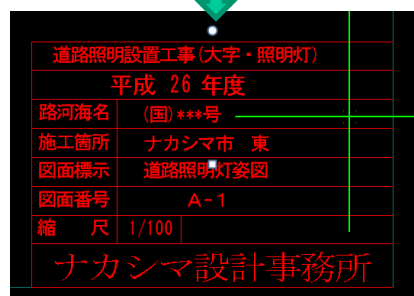 道路照明設置工事(大字・照明灯)
平成 26 年度
路河海名 (国)***号
施工箇所 ナカシマ市 東
図面標示 道路照明灯姿図
図面番号 A-1
縮 尺 1/100
ナカシマ設計事務所